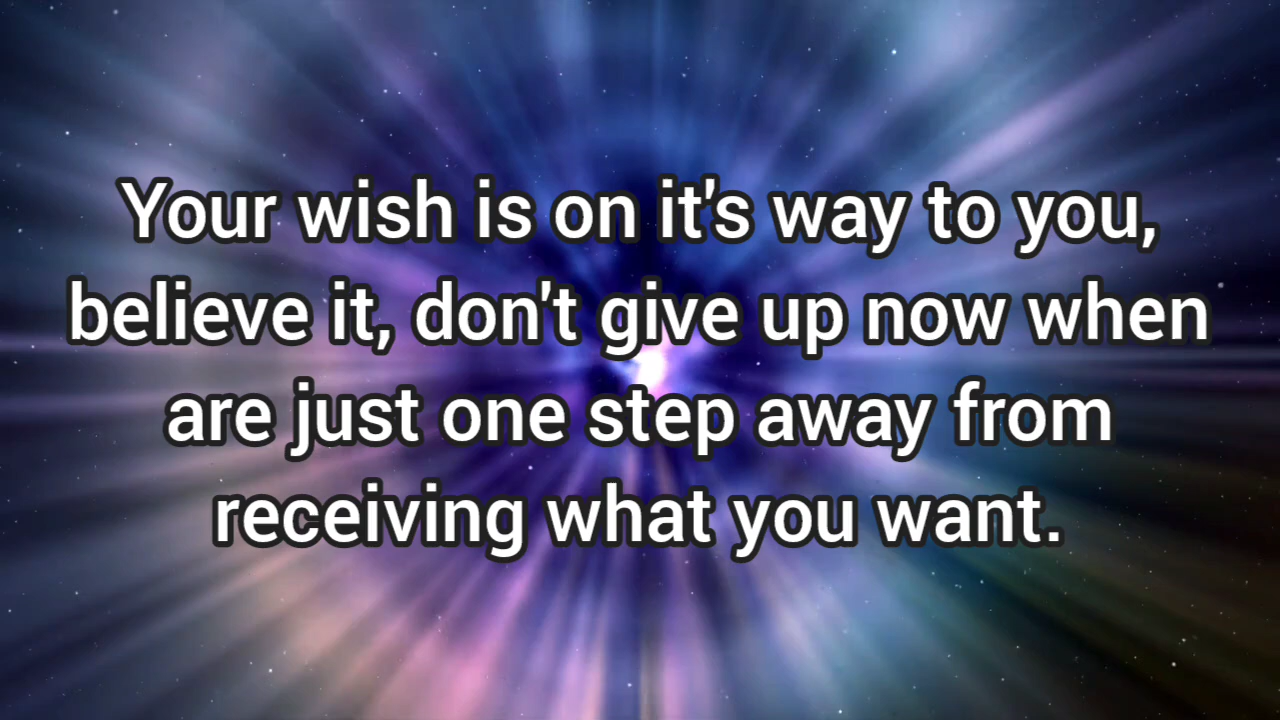 Your wish is on it's way to you,
believe it, don't give up now when
are just one step away from
receiving what you want.